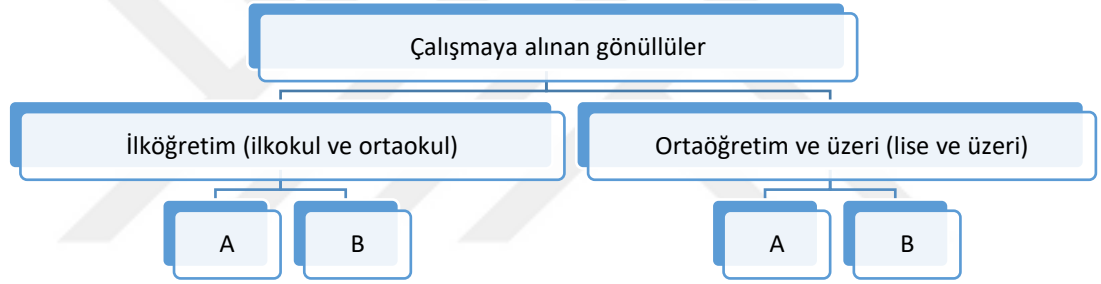 Çalışmaya alınan gönüllüler
İlköğretim (ilkokul ve ortaokul)
Ortaöğretim ve üzeri (lise ve üzeri)
A
B
A
B